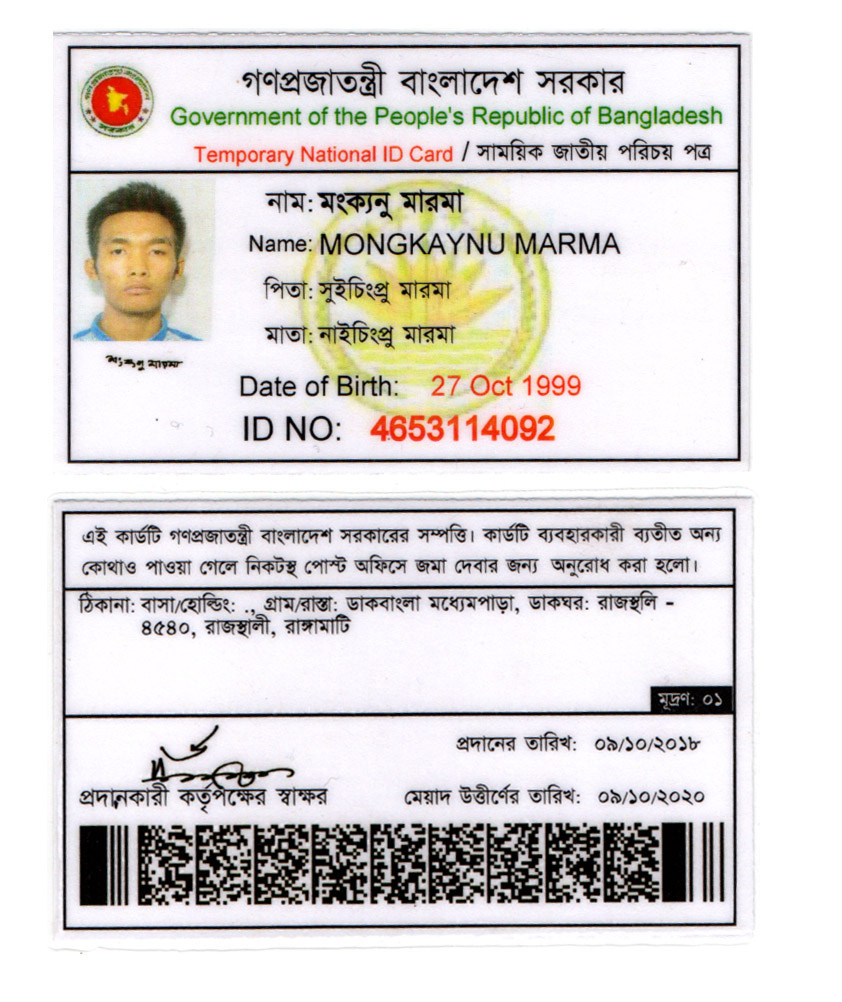 গণপ্রজাতন্ত্রী বাংলাদেশ সরকার
Government of the People's Republic of Bangladesh
Temporary National ID Card / সাময়িক জাতীয় পরিচয় পত্র
নাম: মংক্যনু মারমা
Name: MONGKAYNU MARMA
পিতা: সুইচিংপ্রু মারমা
মাতা: নাইচিংপ্রু মারমা
Date of Birth: 27 Oct 1999
ID NO: 4653114092
এই কার্ডটি গণপ্রজাতন্ত্রী বাংলাদেশ সরকারের সম্পত্তি। কার্ডটি ব্যবহারকারী ব্যতীত অন্য
কোথাও পাওয়া গেলে নিকটস্থ পোস্ট অফিসে জমা দেবার জন্য অনুরোধ করা হলো।
ঠিকানা: বাসা/হোল্ডিং: ., গ্রাম/রাস্তা: ডাকবাংলা মধ্যেমপাড়া, ডাকঘর: রাজস্থলি -
৪৫৪০, রাজস্থালী, রাঙ্গামাটি
মূদ্রণ: ০১
প্রদানের তারিখ: ০৯/১০/২০১৮
প্রদানকারী কর্তৃপক্ষের স্বাক্ষর
মেয়াদ উত্তীর্ণের তারিখ: ০৯/১০/২০২০